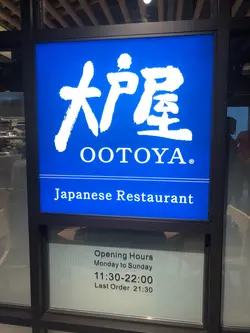 大戸屋
OOTOYA®
Japanese Restaurant
Opening Hours
Monday to Sunday
11:30-22:00
Last Order 21:30